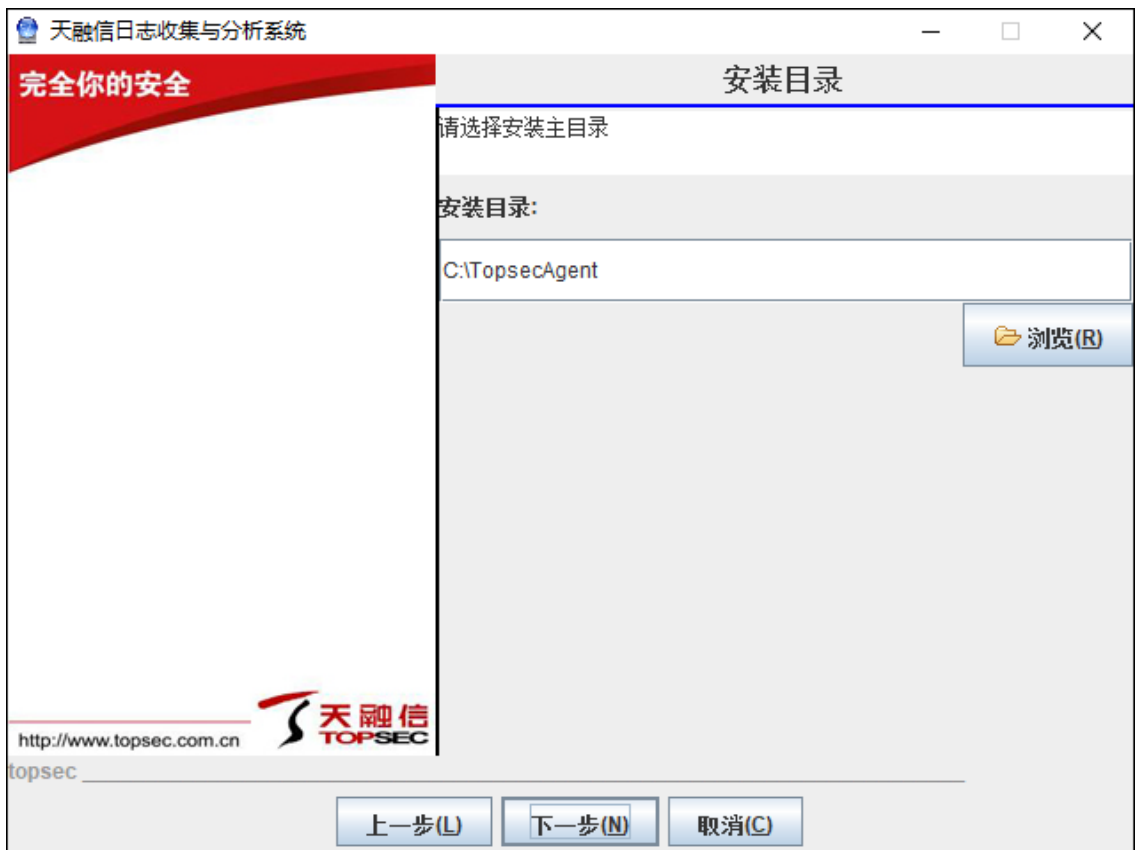 天融信日志收集与分析系统
完全你的安全
安装目录
请选择安装主目录
安装目录:
C:\TopsecAgent
浏览(R)
天融信
TOPSEC
http://www.topsec.com.cn
topsec
上一步(L)
下一步(N)
取消(C)